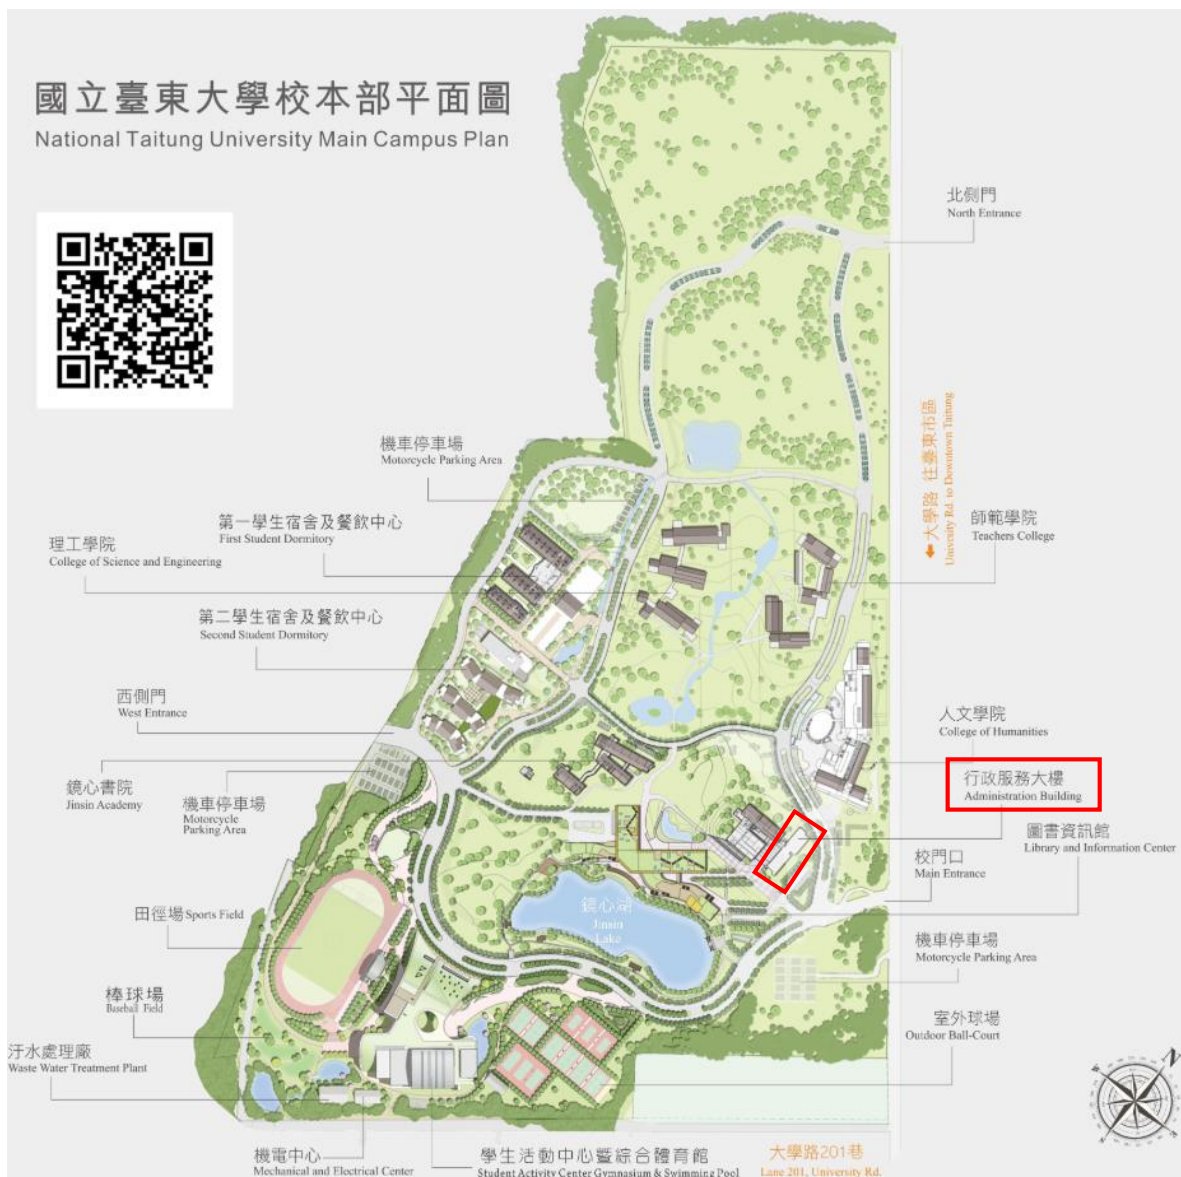 國立臺東大學校本部平面圖
National Taitung University Main Campus Plan
北側門
North Entrance
機車停車場
Motorcycle Parking Area
大學路 往臺東市區
University Rd. to Downtown Taitung
第一學生宿舍及餐飲中心
First Student Dormitory
師範學院
Teachers College
理工學院
College of Science and Engineering
第二學生宿舍及餐飲中心
Second Student Dormitory
西側門
West Entrance
人文學院
College of Humanities
行政服務大樓
Administration Building
鏡心書院
Jinsin Academy
機車停車場
Motorcycle
Parking Area
圖書資訊館
Library and Information Center
校門口
Main Entrance
鏡心湖
Jinsin
Lake
田徑場 Sports Field
機車停車場
Motorcycle Parking Area
棒球場
Baseball Field
室外球場
Outdoor Ball-Court
汙水處理廠
Waste Water Treatment Plant
N
機電中心
Mechanical and Electrical Center
學生活動中心暨綜合體育館
Student Activity Center Gymnasium & Swimming Pool
大學路201巷
Lane 201, University Rd.